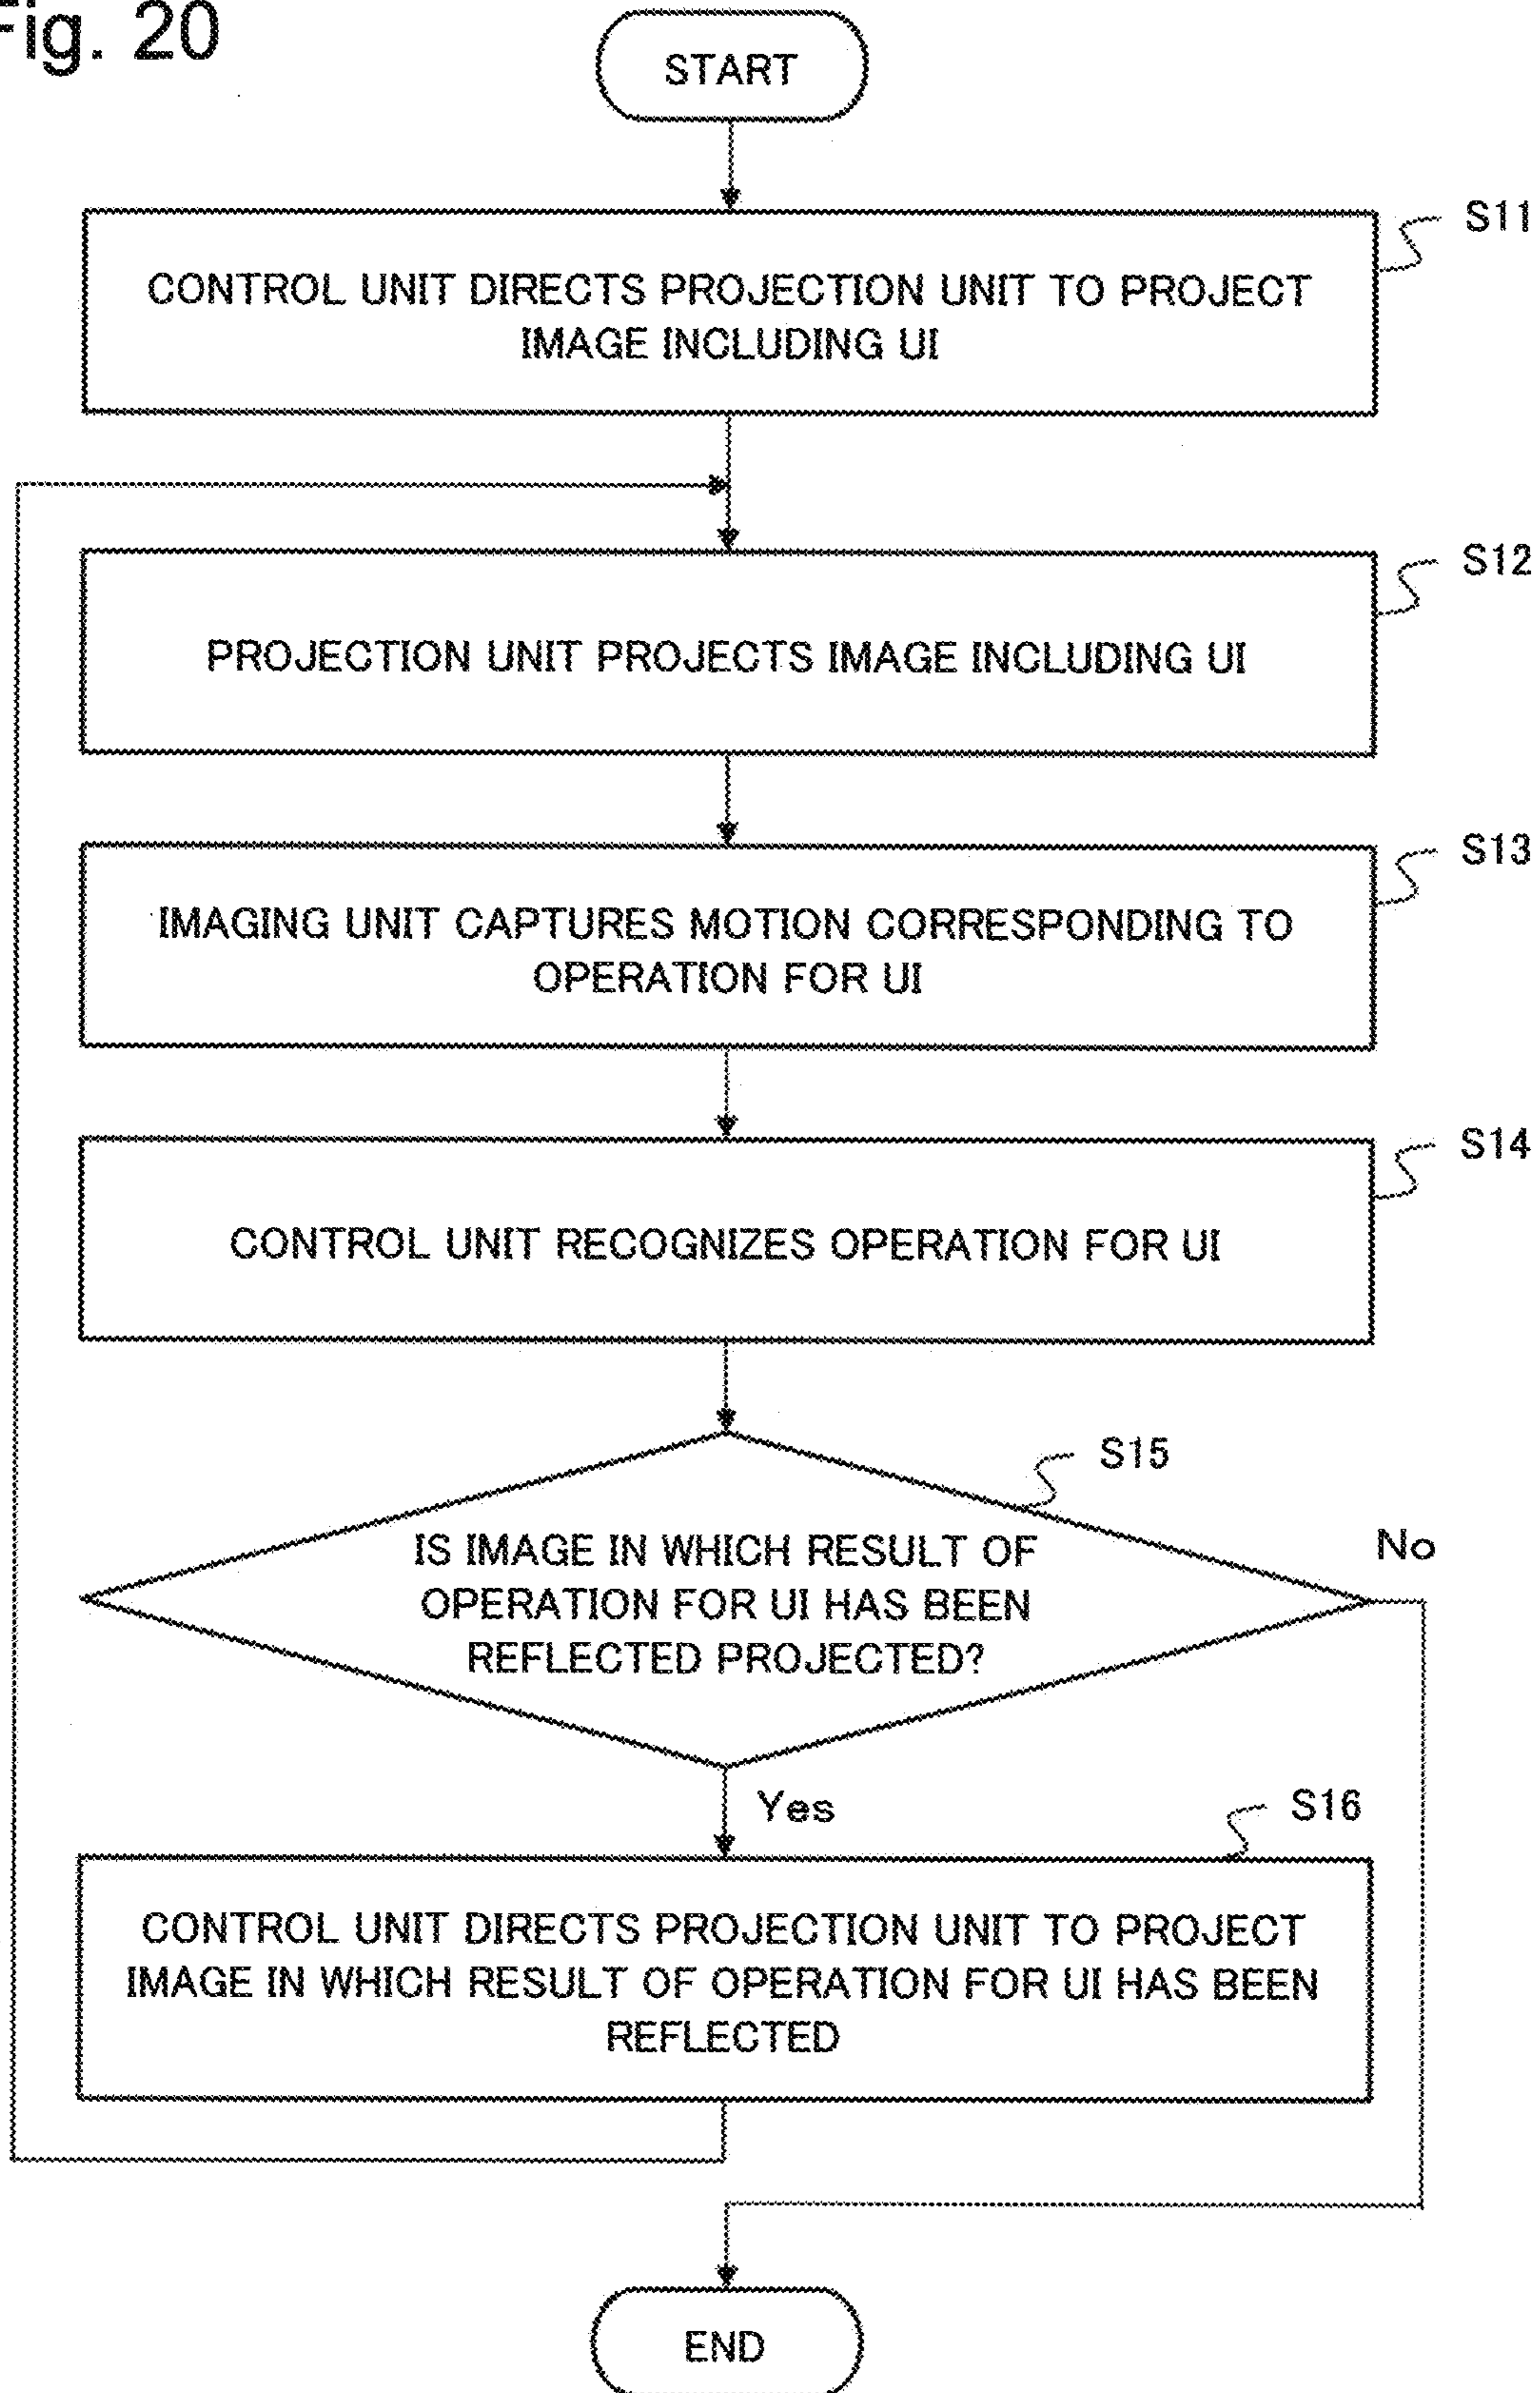 Fig. 20
START
S11
CONTROL UNIT DIRECTS PROJECTION UNIT TO PROJECT
IMAGE INCLUDING UI
S12
PROJECTION UNIT PROJECTS IMAGE INCLUDING UI
S13
IMAGING UNIT CAPTURES MOTION CORRESPONDING TO
OPERATION FOR UI
S14
CONTROL UNIT RECOGNIZES OPERATION FOR UI
S15
IS IMAGE IN WHICH RESULT OF
OPERATION FOR UI HAS BEEN
REFLECTED PROJECTED?
No
Yes
S16
CONTROL UNIT DIRECTS PROJECTION UNIT TO PROJECT
IMAGE IN WHICH RESULT OF OPERATION FOR UI HAS BEEN
REFLECTED
END